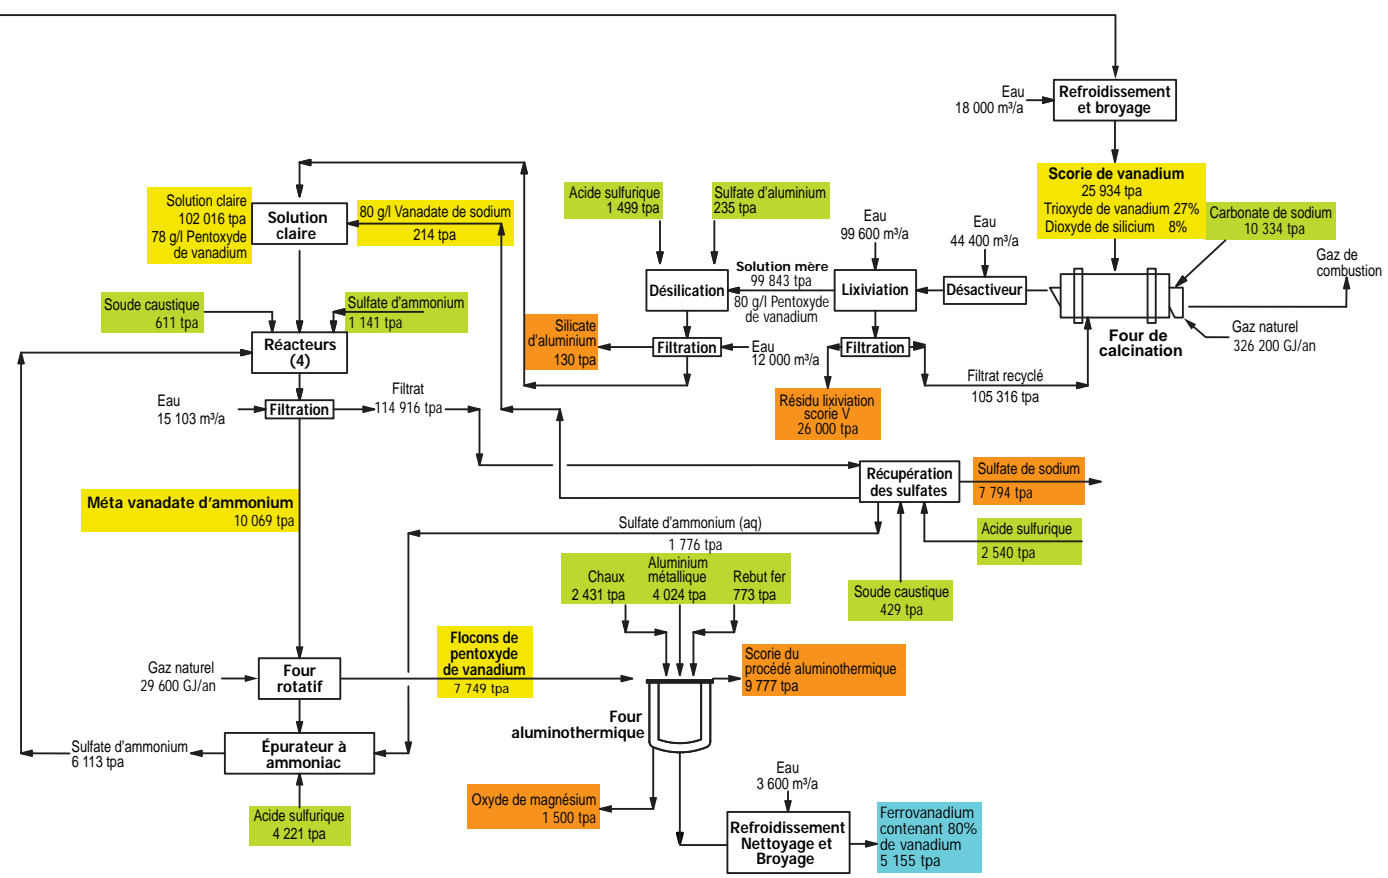 Eau
18 000 m³/a
Refroidissement
et broyage
Scorie de vanadium
25 934 tpa
Trioxyde de vanadium 27%
Dioxyde de silicium 8%
Carbonate de sodium
10 334 tpa
Gaz de
combustion
Gaz naturel
326 200 GJ/an
Four de
calcination
Eau
44 400 m³/a
Désactiveur
Eau
99 600 m³/a
Lixiviation
Filtration
Filtrat recyclé
105 316 tpa
Résidu lixiviation
scorie V
26 000 tpa
Solution mère
99 843 tpa
80 g/l Pentoxyde
de vanadium
Acide sulfurique
1 499 tpa
Sulfate d'aluminium
235 tpa
Désilication
Filtration
Eau
12 000 m³/a
Silicate
d'aluminium
130 tpa
Solution claire
102 016 tpa
78 g/l Pentoxyde
de vanadium
Solution
claire
80 g/l Vanadate de sodium
214 tpa
Soude caustique
611 tpa
Sulfate d'ammonium
1 141 tpa
Réacteurs
(4)
Eau
15 103 m³/a
Filtration
Filtrat
114 916 tpa
Récupération
des sulfates
Sulfate de sodium
7 794 tpa
Acide sulfurique
2 540 tpa
Soude caustique
429 tpa
Sulfate d'ammonium (aq)
1 776 tpa
Méta vanadate d'ammonium
10 069 tpa
Gaz naturel
29 600 GJ/an
Four
rotatif
Flocons de
pentoxyde
de vanadium
7 749 tpa
Épurateur à
ammoniac
Sulfate d'ammonium
6 113 tpa
Acide sulfurique
4 221 tpa
Chaux
2 431 tpa
Aluminium
métallique
4 024 tpa
Rebut fer
773 tpa
Scorie du
procédé aluminothermique
9 777 tpa
Four
aluminothermique
Oxyde de magnésium
1 500 tpa
Eau
3 600 m³/a
Refroidissement
Nettoyage et
Broyage
Ferrovanadium
contenant 80%
de vanadium
5 155 tpa